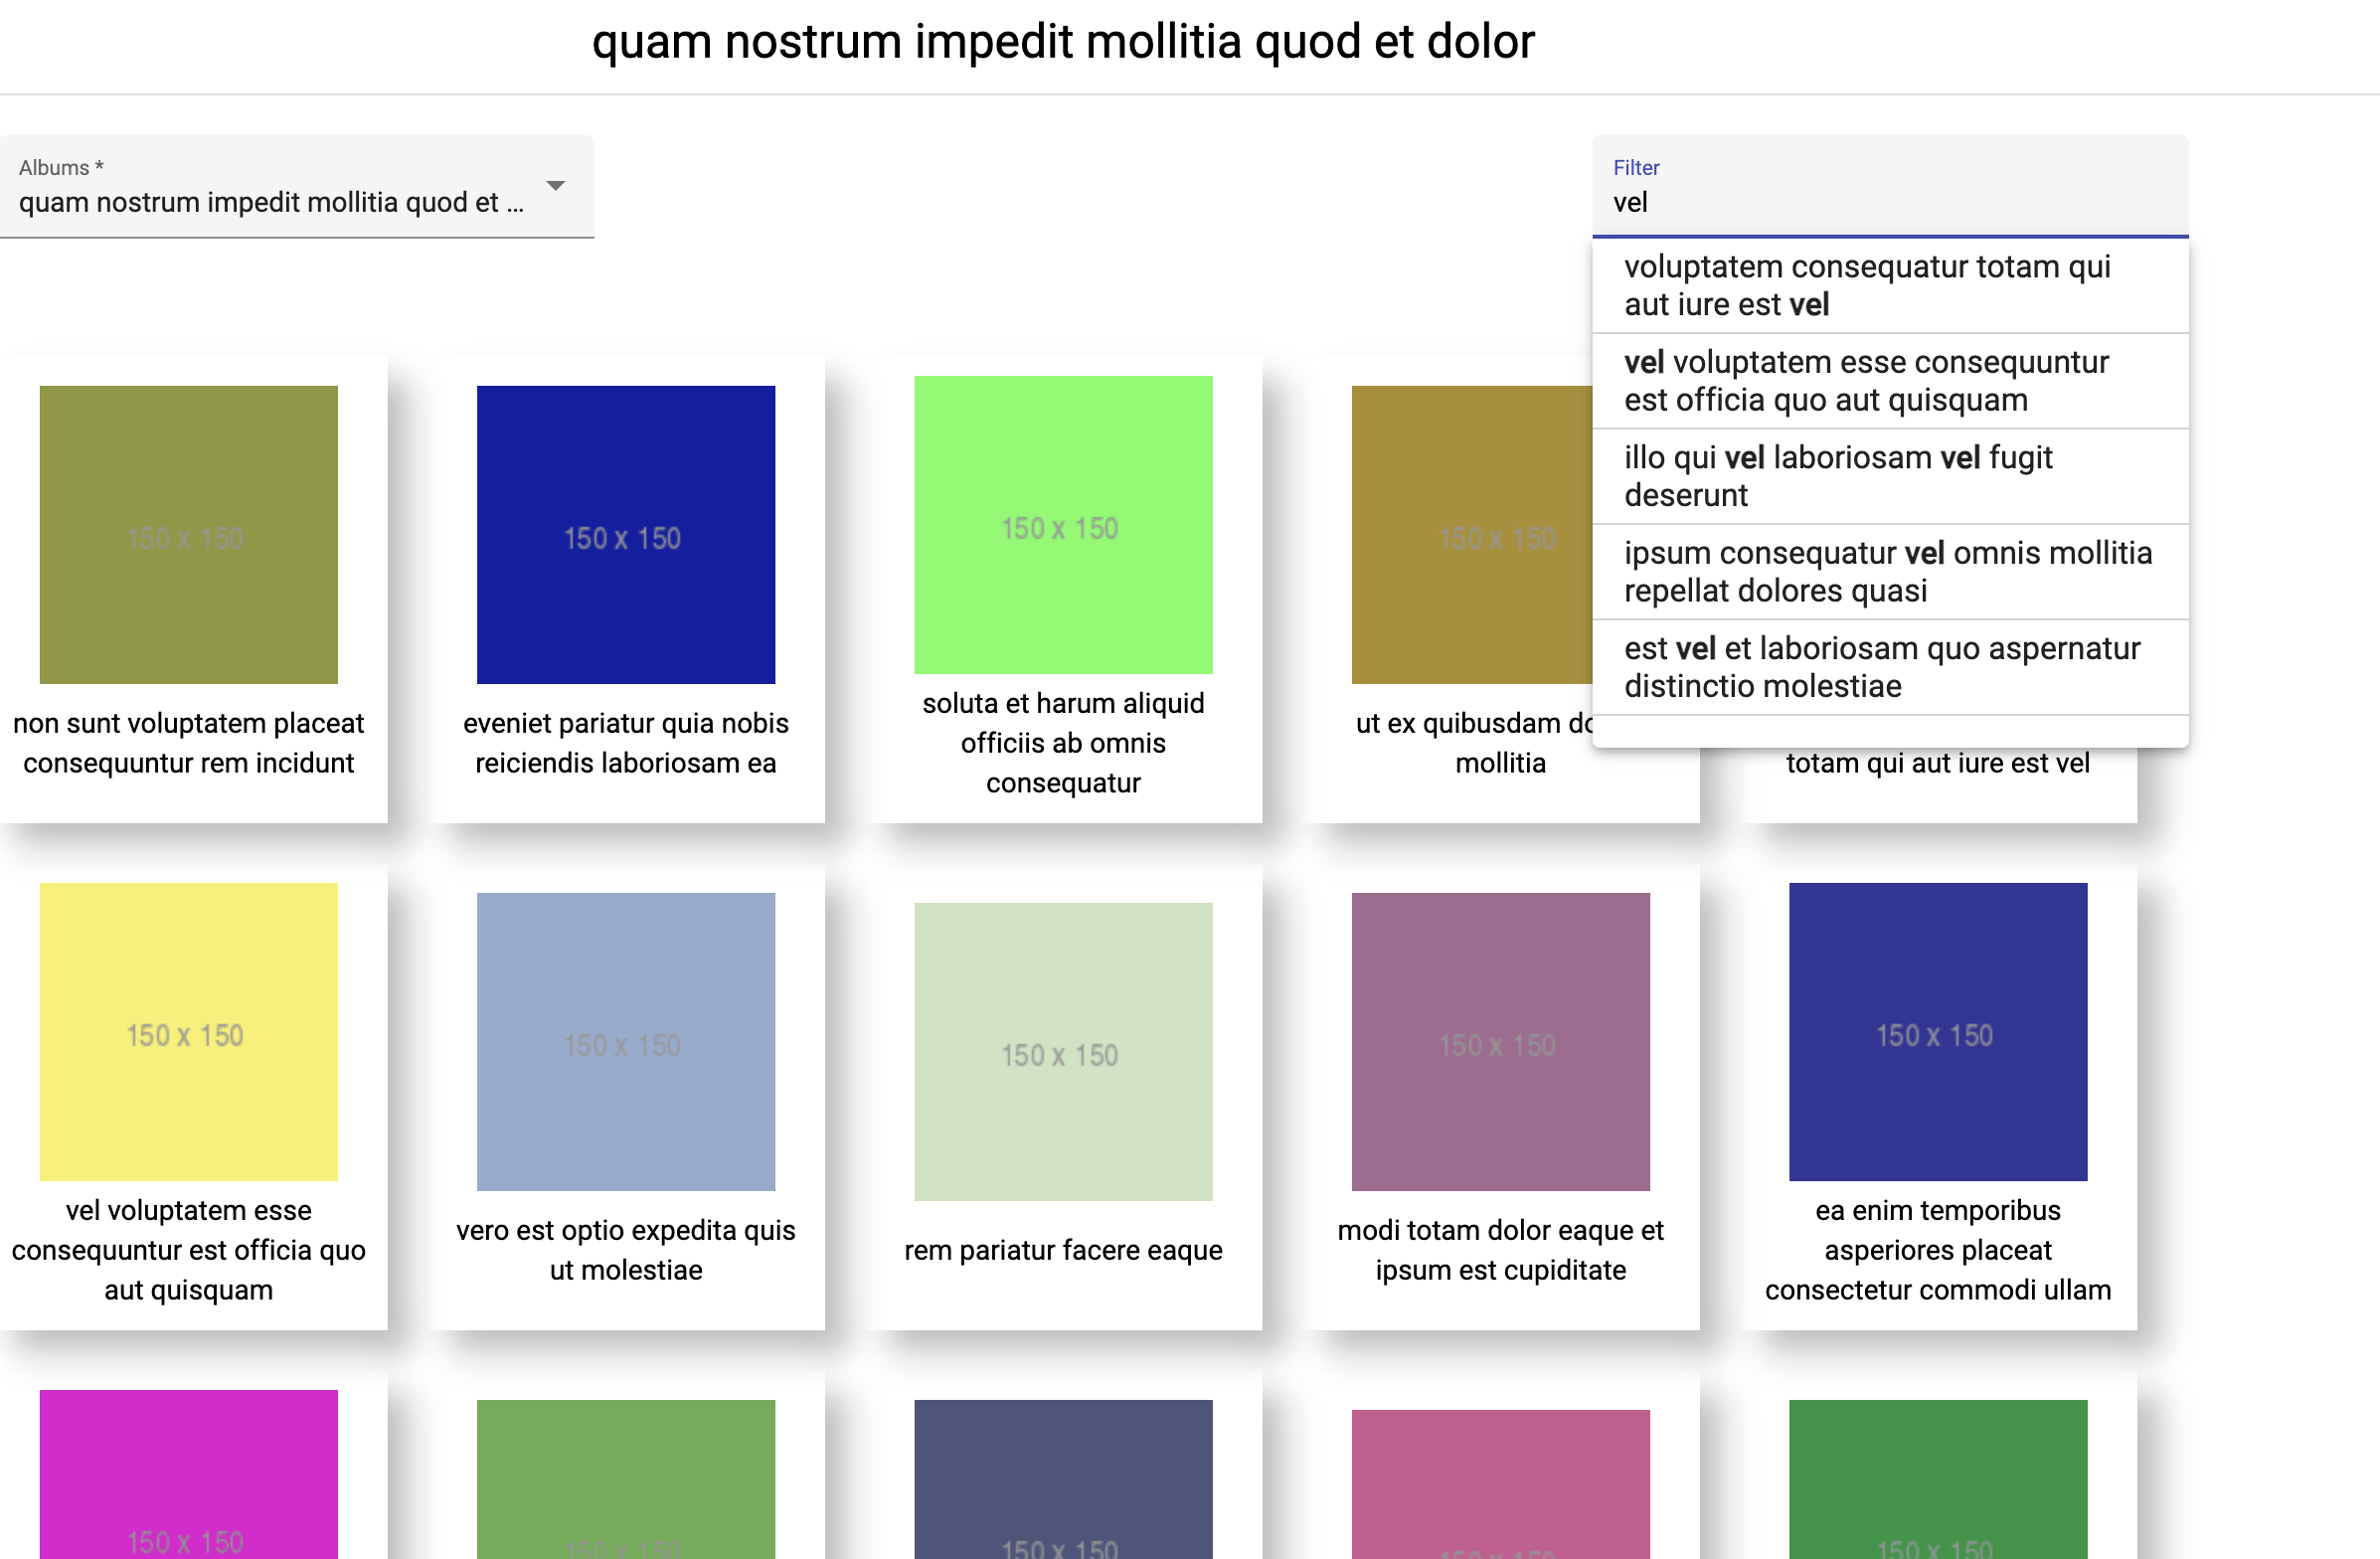 quam nostrum impedit mollitia quod et dolor
Albums *
quam nostrum impedit mollitia quod et ...
Filter
vel
voluptatem consequatur totam qui
aut iure est vel
vel voluptatem esse consequuntur
est officia quo aut quisquam
illo qui vel laboriosam vel fugit
deserunt
ipsum consequatur vel omnis mollitia
repellat dolores quasi
est vel et laboriosam quo aspernatur
distinctio molestiae
150 x 150
non sunt voluptatem placeat
consequuntur rem incidunt
150 x 150
eveniet pariatur quia nobis
reiciendis laboriosam ea
150 x 150
soluta et harum aliquid
officiis ab omnis
consequatur
150 x 150
ut ex quibusdam
mollitia
totam qui aut iure est vel
150 x 150
vel voluptatem esse
consequuntur est officia quo
aut quisquam
150 x 150
vero est optio expedita quis
ut molestiae
150 x 150
rem pariatur facere eaque
150 x 150
modi totam dolor eaque et
ipsum est cupiditate
150 x 150
ea enim temporibus
asperiores placeat
consectetur commodi ullam
150 x 150
150 x 150
150 x 150
150 x 150
150 x 150